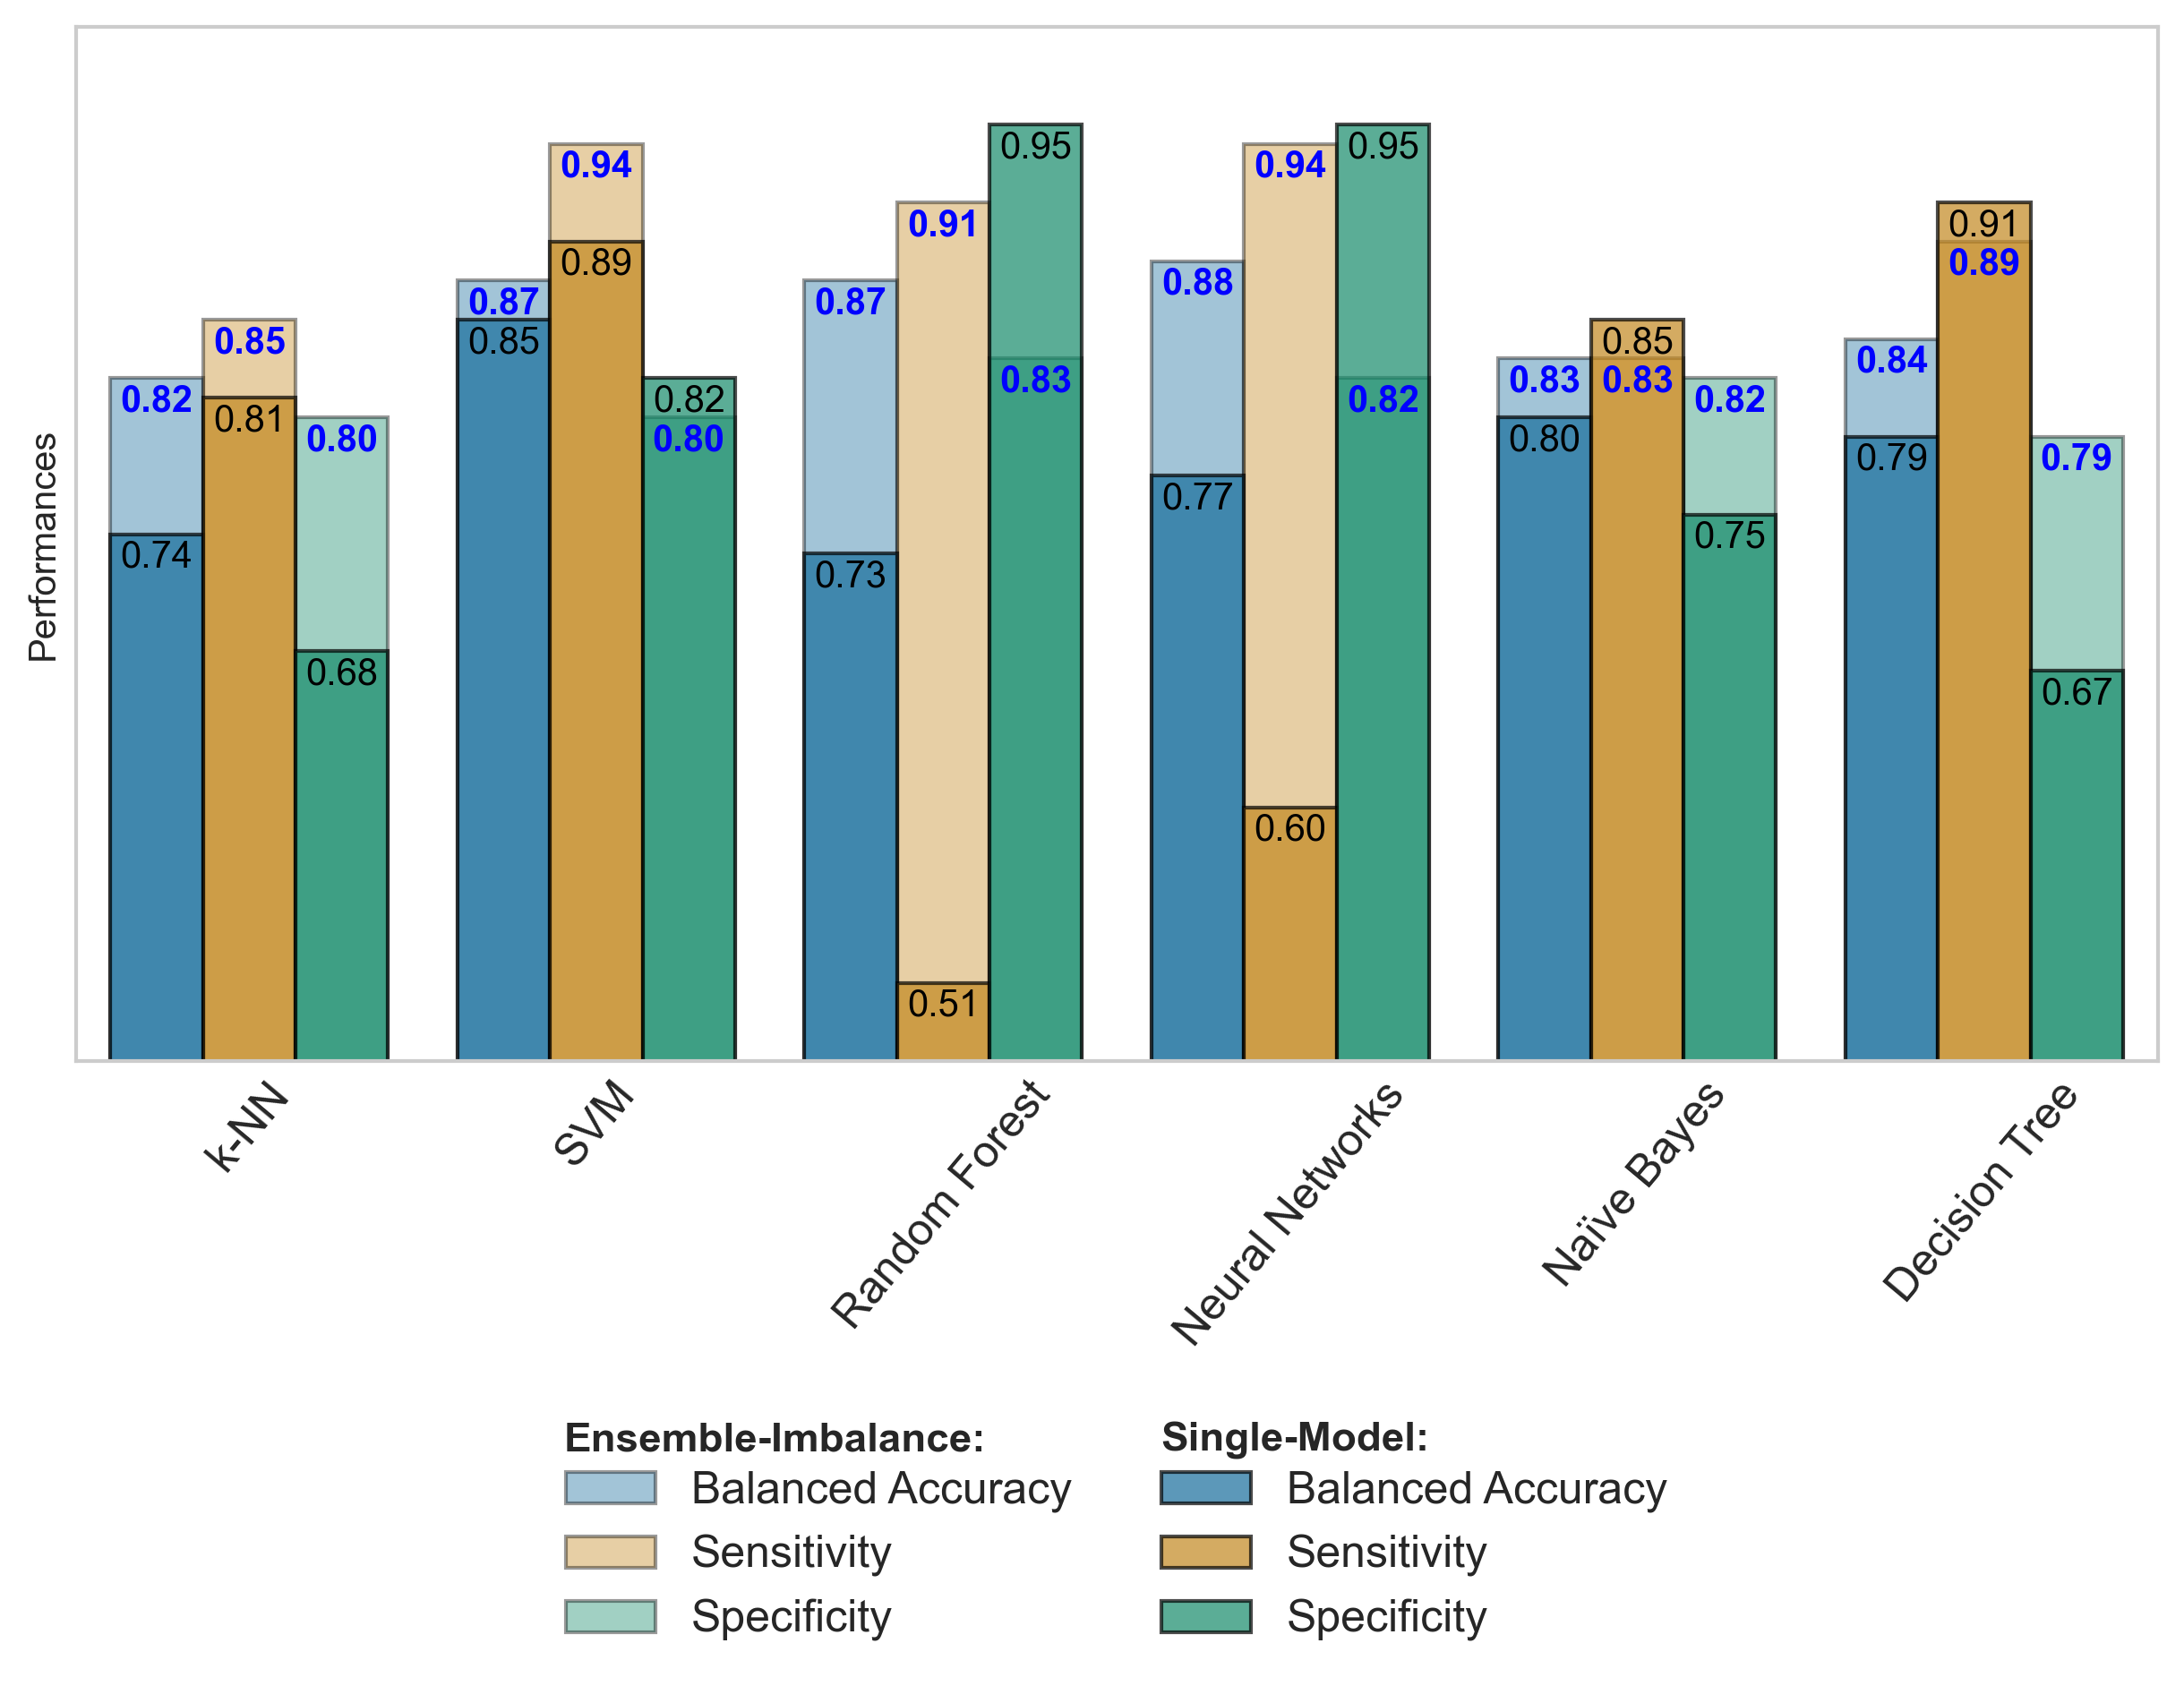 Performances
0.82
0.74
0.85
0.81
0.80
0.68
0.87
0.85
0.94
0.89
0.82
0.80
0.87
0.73
0.91
0.51
0.95
0.83
0.88
0.77
0.94
0.60
0.95
0.82
0.83
0.80
0.85
0.83
0.82
0.75
0.84
0.79
0.91
0.89
0.79
0.67
k-NN
SVM
Random Forest
Neural Networks
Naïve Bayes
Decision Tree
Ensemble-Imbalance:
Balanced Accuracy
Sensitivity
Specificity
Single-Model:
Balanced Accuracy
Sensitivity
Specificity